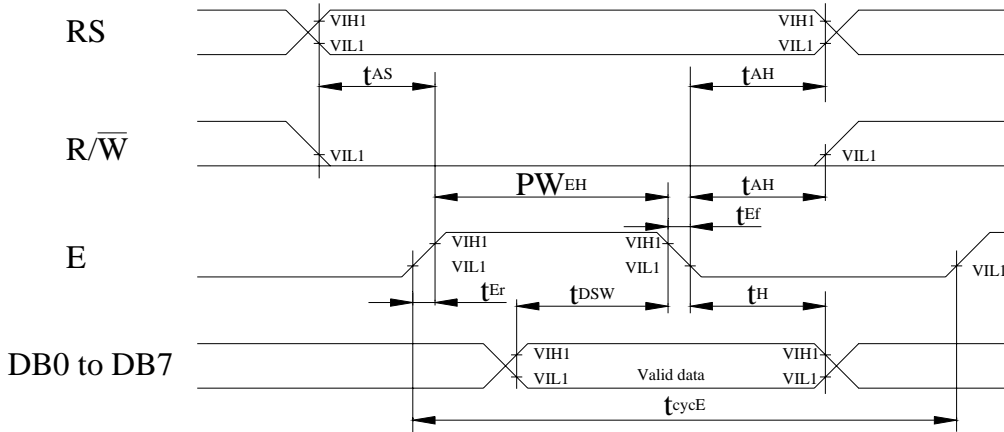 RS
VIH1
VIL1
VIH1
VIL1
tAS
tAH
R/W̅
VIL1
VIL1
PWEH
tAH
tEf
E
VIH1
VIL1
VIH1
VIL1
VIL1
tEr
tDSW
tH
DB0 to DB7
VIH1
VIL1
Valid data
VIH1
VIL1
tcycE